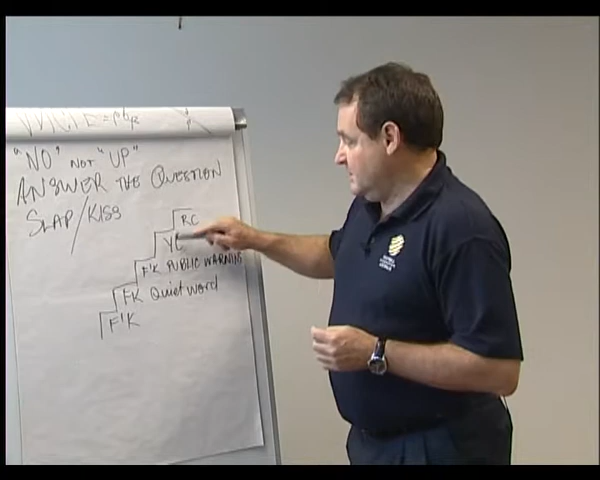 "NO" NOT "UP"
ANSWER THE QUESTION
SLAP/KISS
RC
YC
F'K PUBLIC WARNING
FK Quiet word
F'K